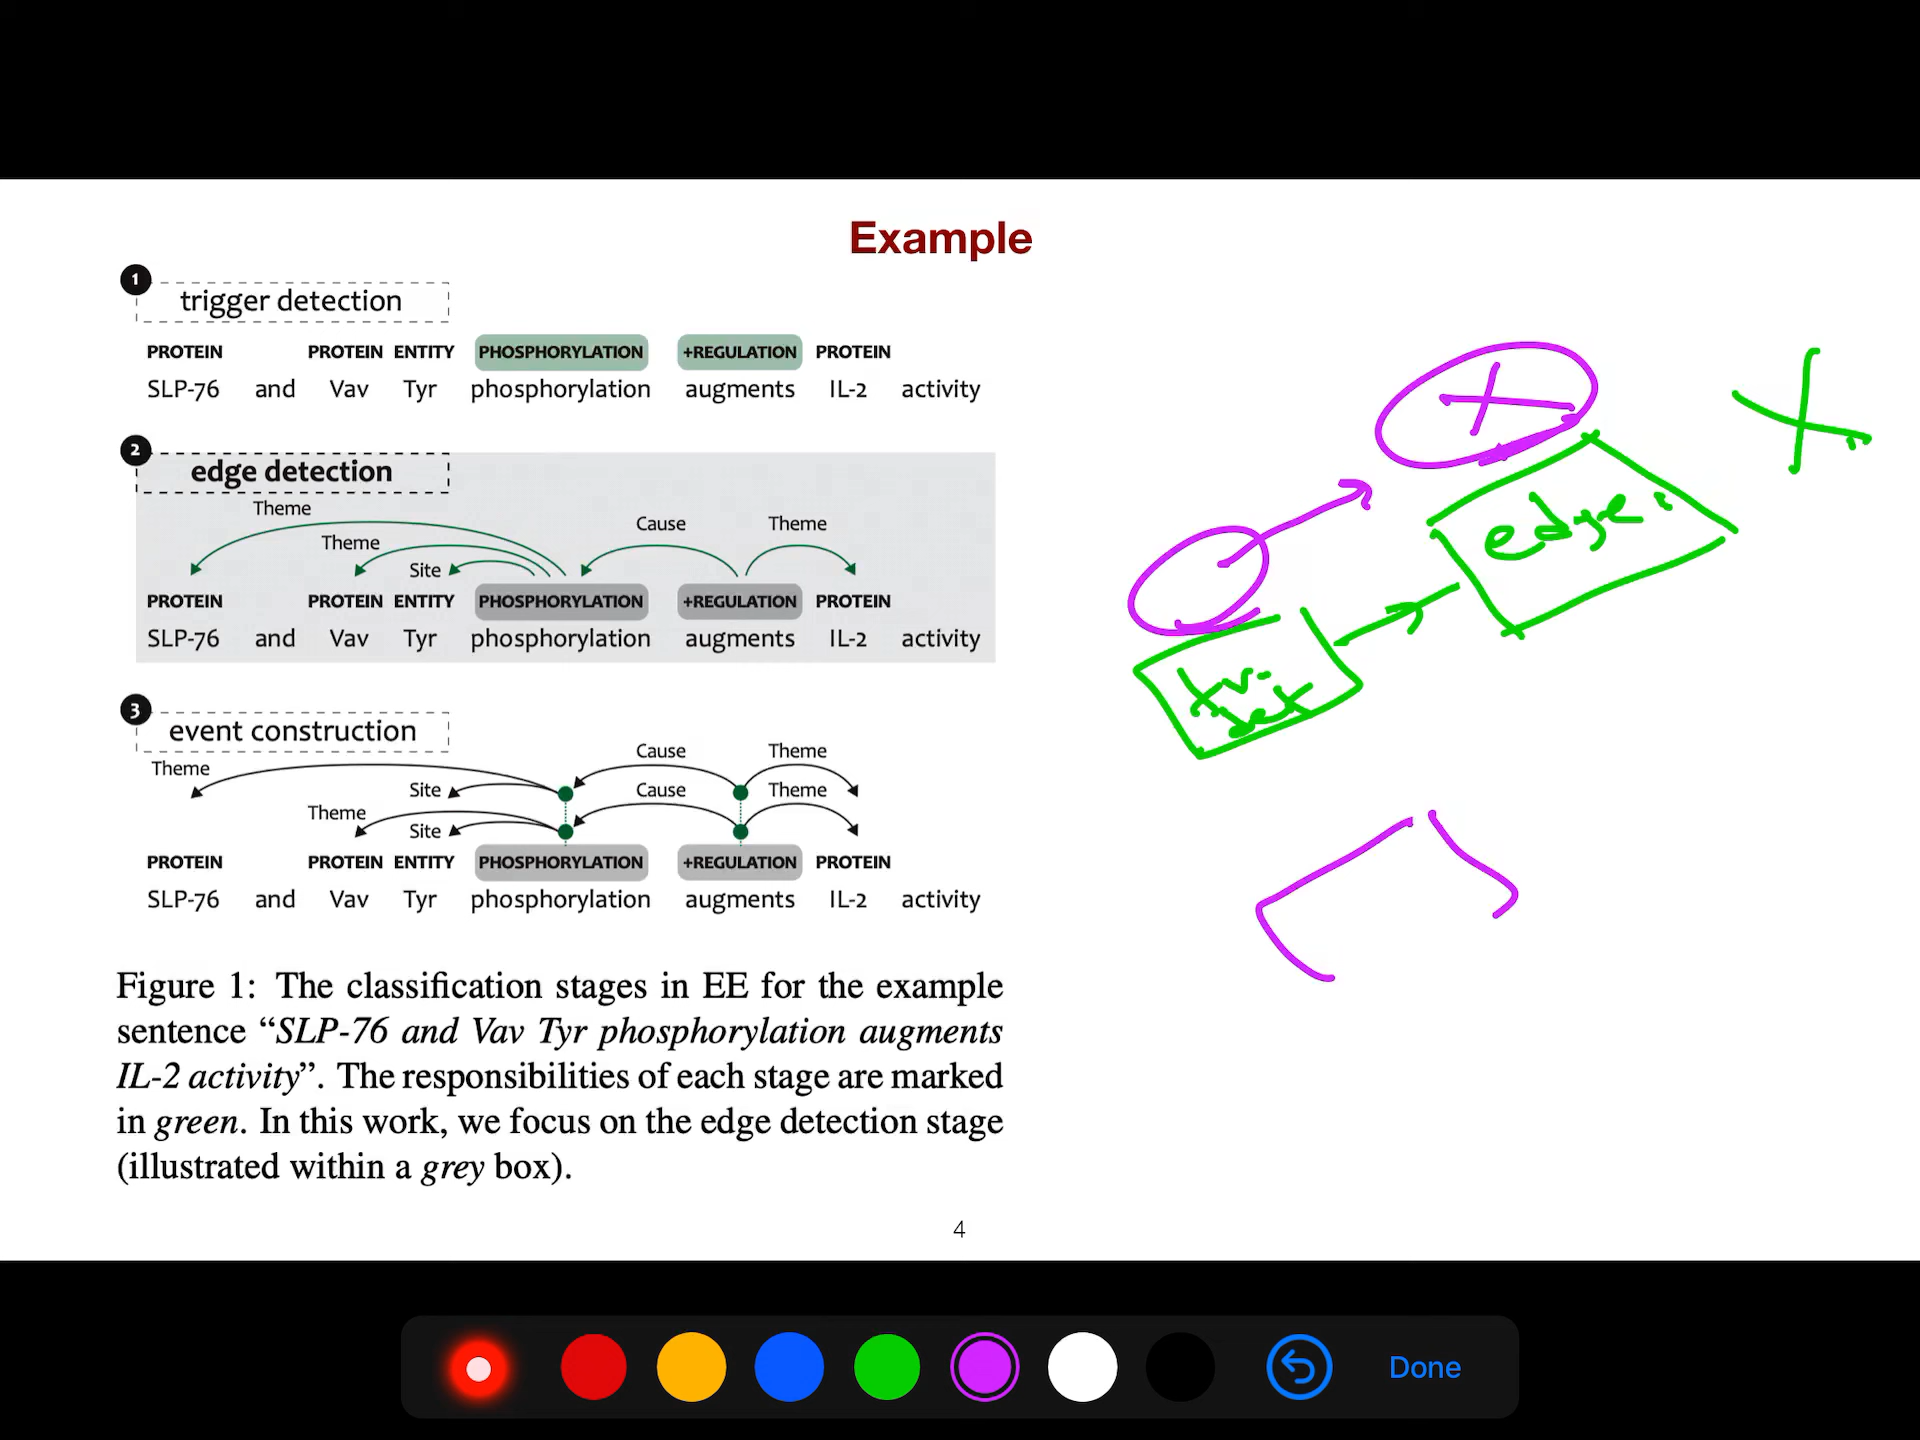 Example
1
trigger detection
PROTEIN PROTEIN ENTITY PHOSPHORYLATION +REGULATION PROTEIN
SLP-76 and Vav Tyr phosphorylation augments IL-2 activity
2
edge detection
Theme
Cause Theme
Theme
Site
PROTEIN PROTEIN ENTITY PHOSPHORYLATION +REGULATION PROTEIN
SLP-76 and Vav Tyr phosphorylation augments IL-2 activity
3
event construction
Cause Theme
Theme
Site Cause Theme
Theme
Site
PROTEIN PROTEIN ENTITY PHOSPHORYLATION +REGULATION PROTEIN
SLP-76 and Vav Tyr phosphorylation augments IL-2 activity
Figure 1: The classification stages in EE for the example
sentence “SLP-76 and Vav Tyr phosphorylation augments
IL-2 activity”. The responsibilities of each stage are marked
in green. In this work, we focus on the edge detection stage
(illustrated within a grey box).
edge
4
Done